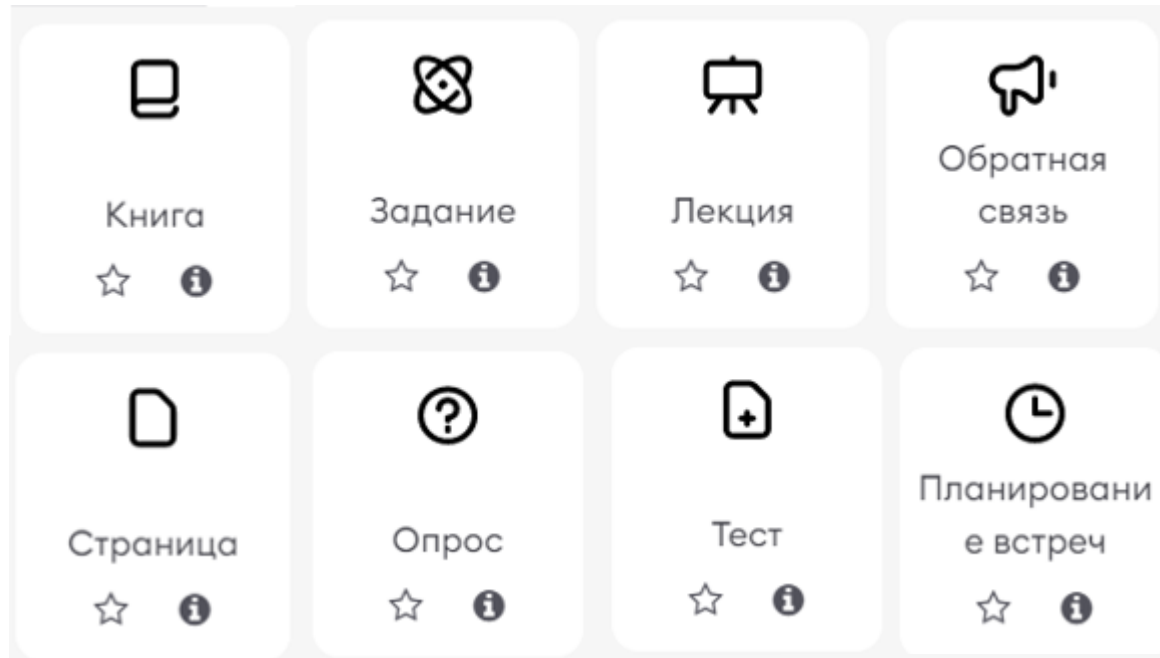 Книга
Задание
Лекция
Обратная
связь
Страница
Опрос
Тест
Планировани
е встреч